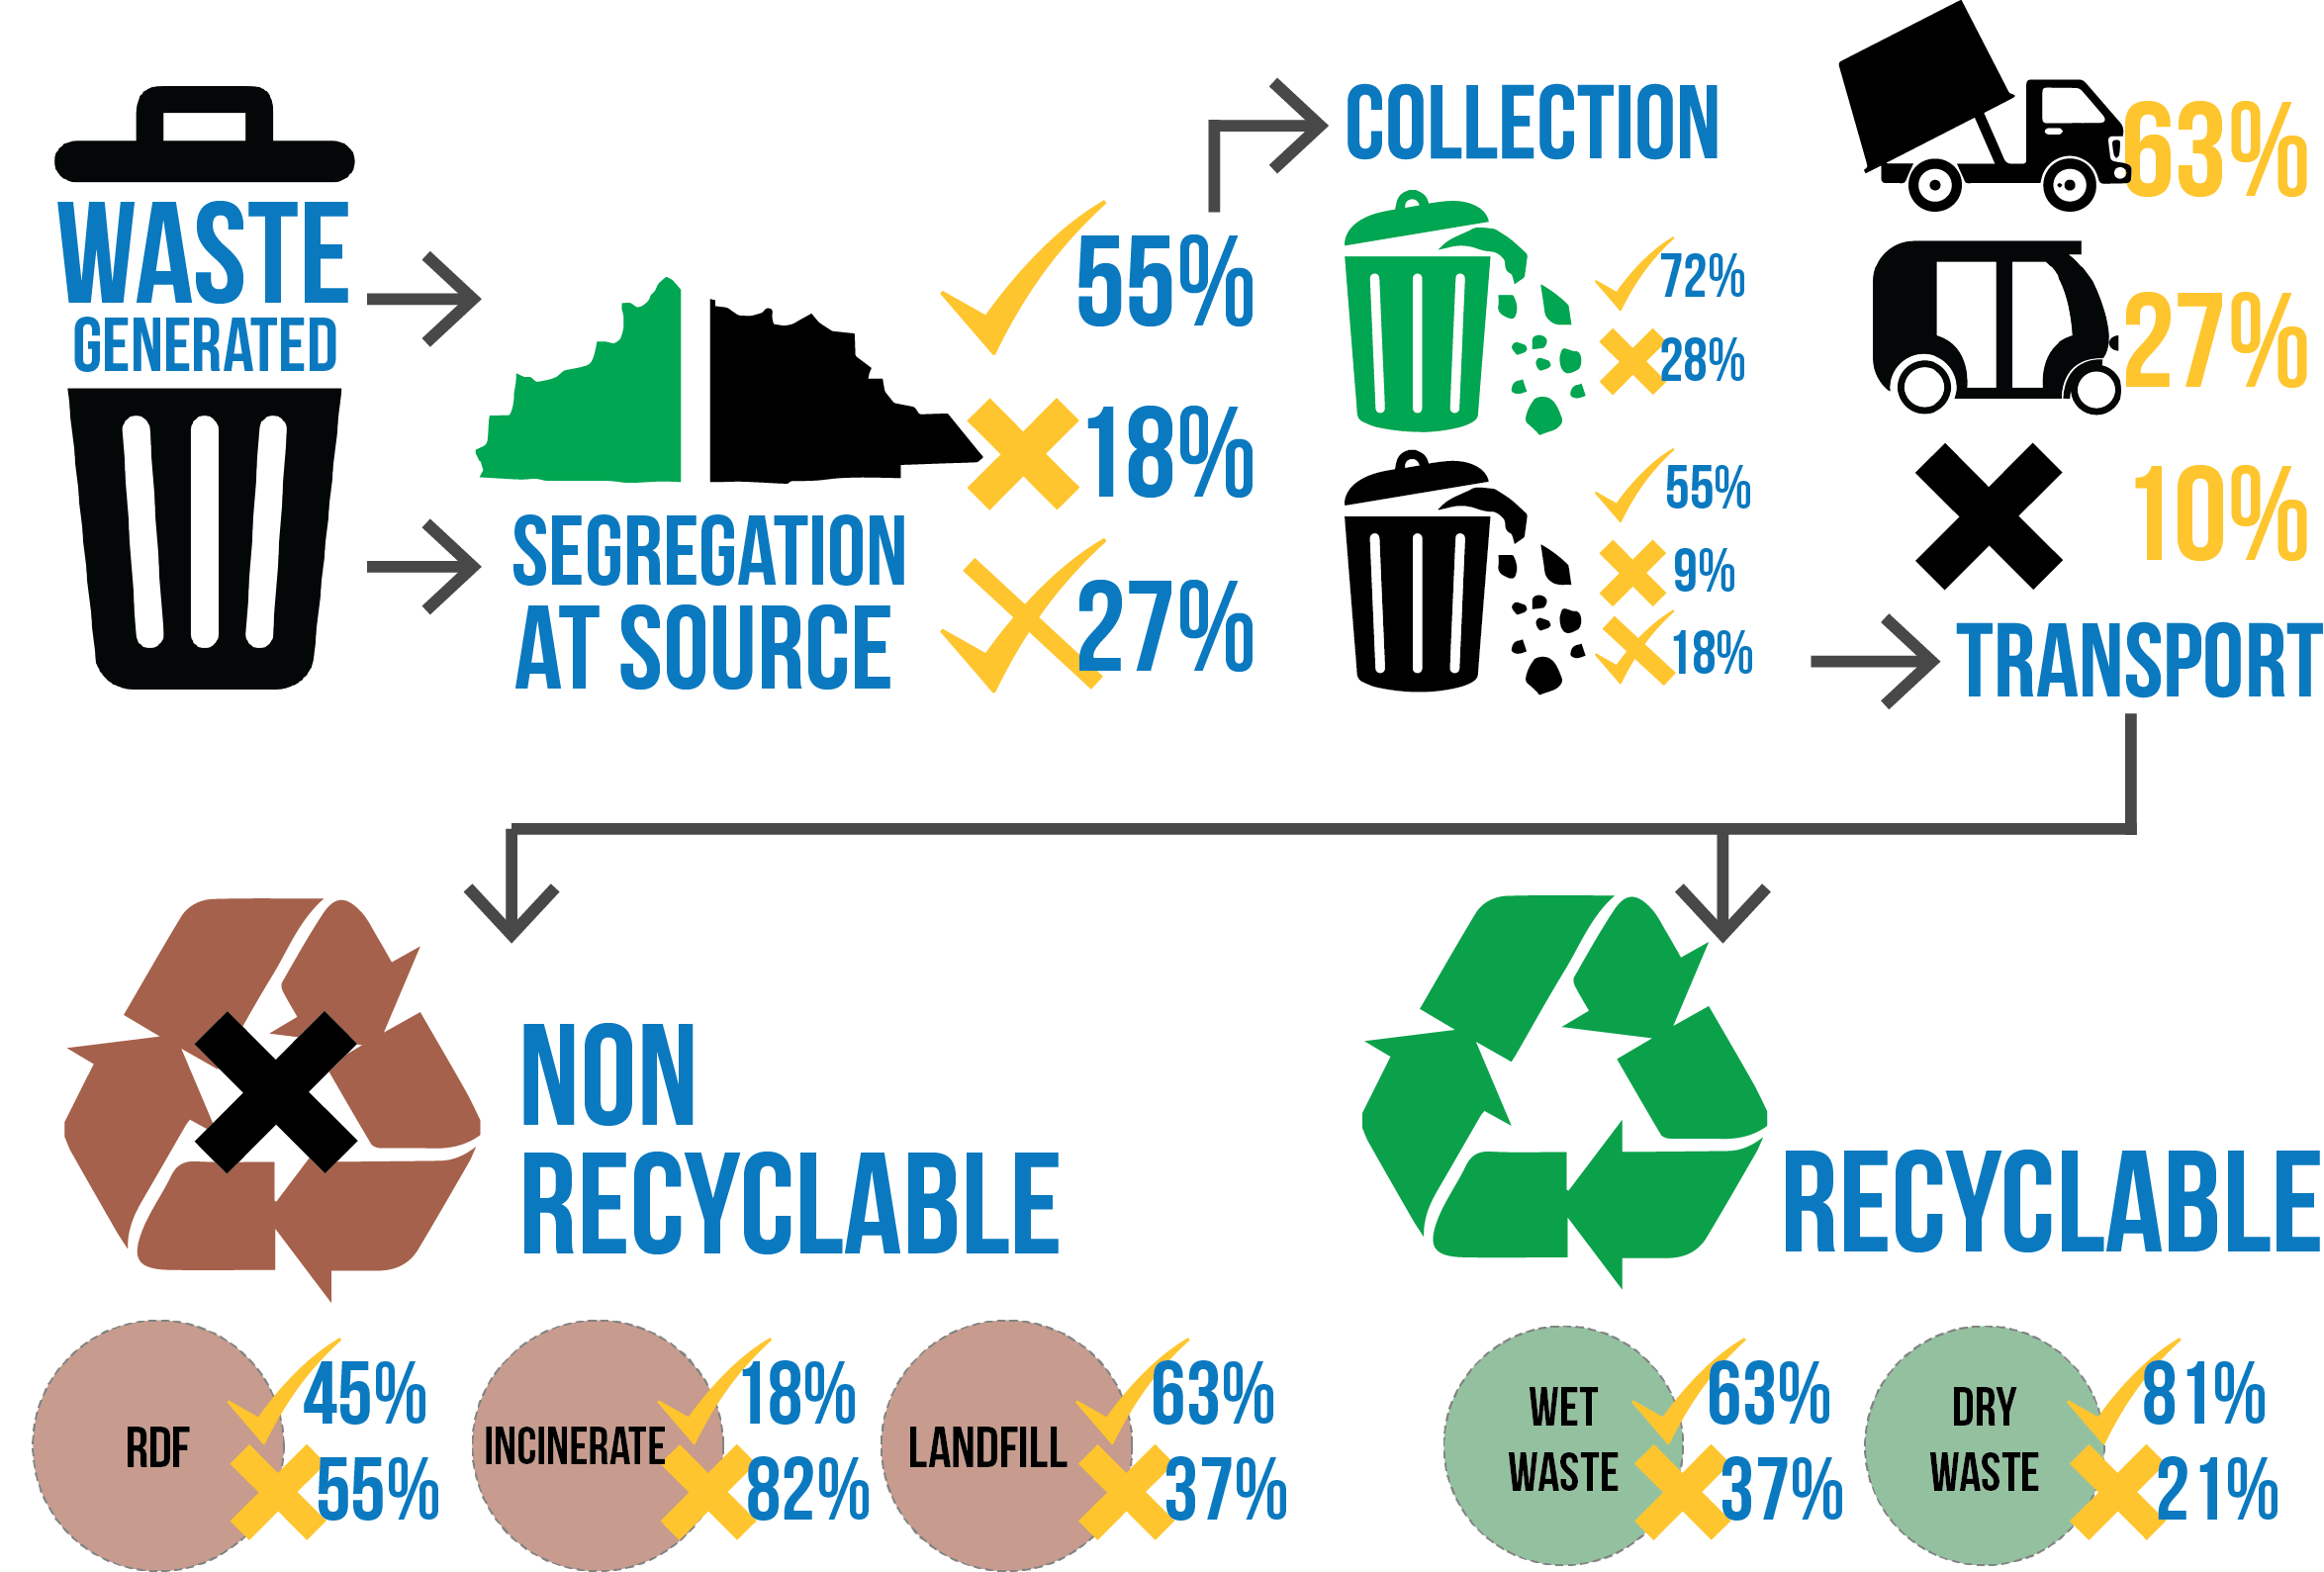 WASTE
GENERATED
SEGREGATION
AT SOURCE
55%
18%
27%
COLLECTION
72%
28%
55%
9%
18%
63%
27%
10%
TRANSPORT
NON
RECYCLABLE
RDF
45%
55%
INCINERATE
18%
82%
LANDFILL
63%
37%
RECYCLABLE
WET
WASTE
63%
37%
DRY
WASTE
81%
21%